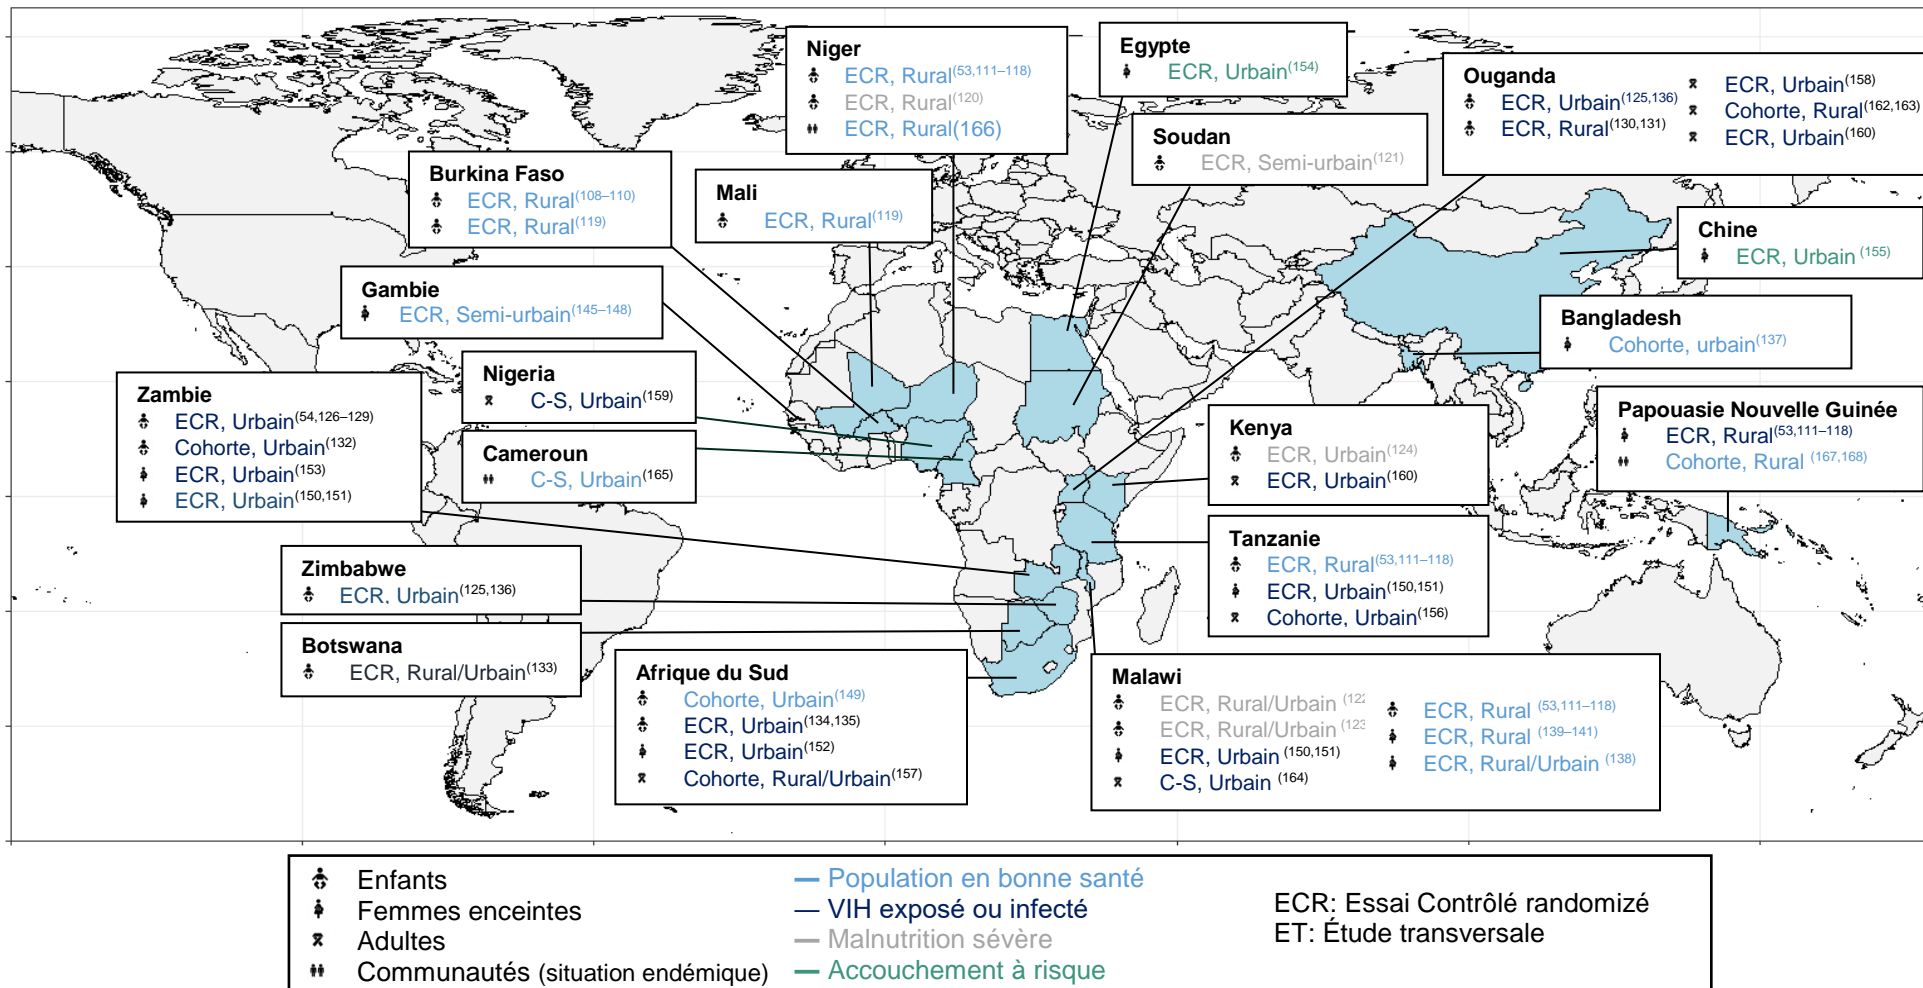 Niger
ECR, Rural(53,111–118)
ECR, Rural(120)
ECR, Rural(166)
Egypte
ECR, Urbain(154)
Ouganda
ECR, Urbain(125,136)
ECR, Rural(130,131)
ECR, Urbain(158)
Cohorte, Rural(162,163)
ECR, Urbain(160)
Soudan
ECR, Semi-urbain(121)
Burkina Faso
ECR, Rural(108–110)
ECR, Rural(119)
Mali
ECR, Rural(119)
Chine
ECR, Urbain (155)
Gambie
ECR, Semi-urbain(145–148)
Bangladesh
Cohorte, urbain(137)
Nigeria
C-S, Urbain(159)
Zambie
ECR, Urbain(54,126–129)
Cohorte, Urbain(132)
ECR, Urbain(153)
ECR, Urbain(150,151)
Cameroun
C-S, Urbain(165)
Kenya
ECR, Urbain(124)
ECR, Urbain(160)
Papouasie Nouvelle Guinée
ECR, Rural(53,111–118)
Cohorte, Rural (167,168)
Tanzanie
ECR, Rural(53,111–118)
ECR, Urbain(150,151)
Cohorte, Urbain(156)
Zimbabwe
ECR, Urbain(125,136)
Botswana
ECR, Rural/Urbain(133)
Afrique du Sud
Cohorte, Urbain(149)
ECR, Urbain(134,135)
ECR, Urbain(152)
Cohorte, Rural/Urbain(157)
Malawi
ECR, Rural/Urbain (122
ECR, Rural/Urbain (123
ECR, Urbain (150,151)
C-S, Urbain (164)
ECR, Rural (53,111–118)
ECR, Rural (139–141)
ECR, Rural/Urbain (138)
Enfants
Femmes enceintes
Adultes
Communautés (situation endémique)
Population en bonne santé
VIH exposé ou infecté
Malnutrition sévère
Accouchement à risque
ECR: Essai Contrôlé randomizé
ET: Étude transversale